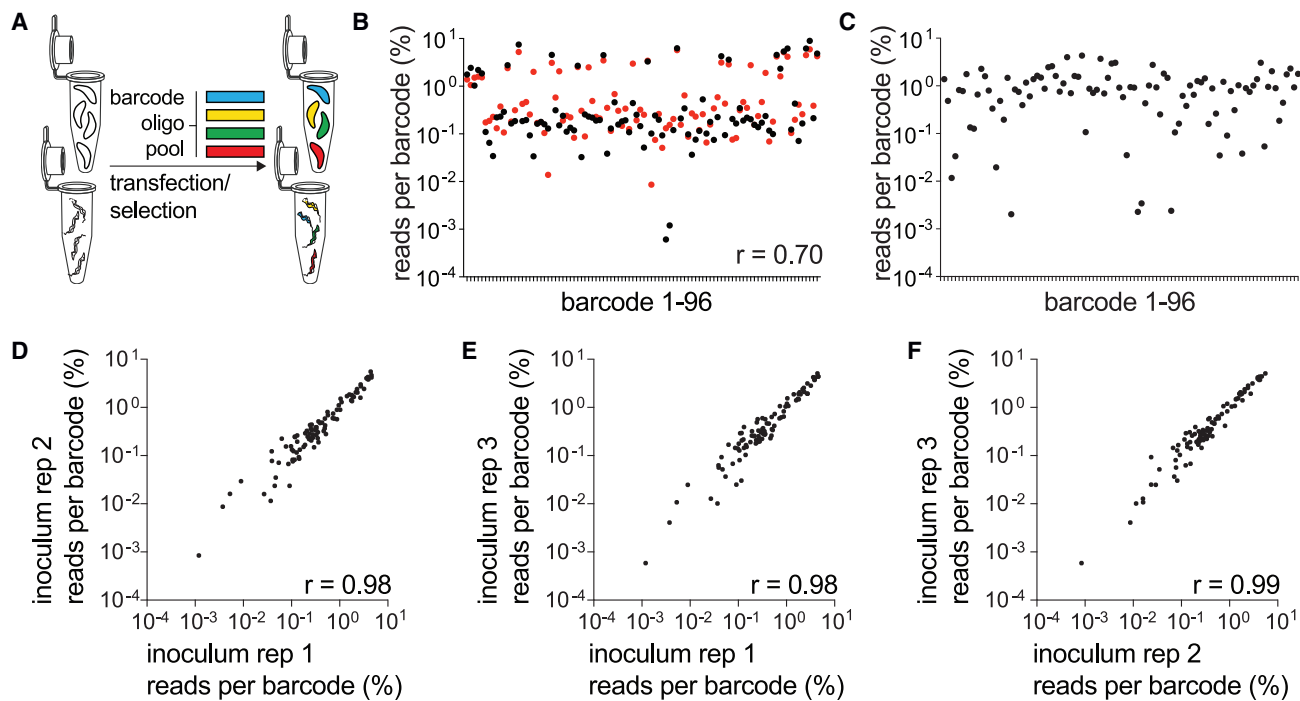 A
barcode
oligo
pool
transfection/
selection
B
reads per barcode (%)
10^1
10^0
10^-1
10^-2
10^-3
10^-4
r = 0.70
barcode 1-96
C
reads per barcode (%)
10^1
10^0
10^-1
10^-2
10^-3
10^-4
barcode 1-96
D
inoculum rep 2
reads per barcode (%)
10^1
10^0
10^-1
10^-2
10^-3
10^-4
r = 0.98
10^-4 10^-3 10^-2 10^-1 10^0 10^1
inoculum rep 1
reads per barcode (%)
E
inoculum rep 3
reads per barcode (%)
10^1
10^0
10^-1
10^-2
10^-3
10^-4
r = 0.98
10^-4 10^-3 10^-2 10^-1 10^0 10^1
inoculum rep 1
reads per barcode (%)
F
inoculum rep 3
reads per barcode (%)
10^1
10^0
10^-1
10^-2
10^-3
10^-4
r = 0.99
10^-4 10^-3 10^-2 10^-1 10^0 10^1
inoculum rep 2
reads per barcode (%)